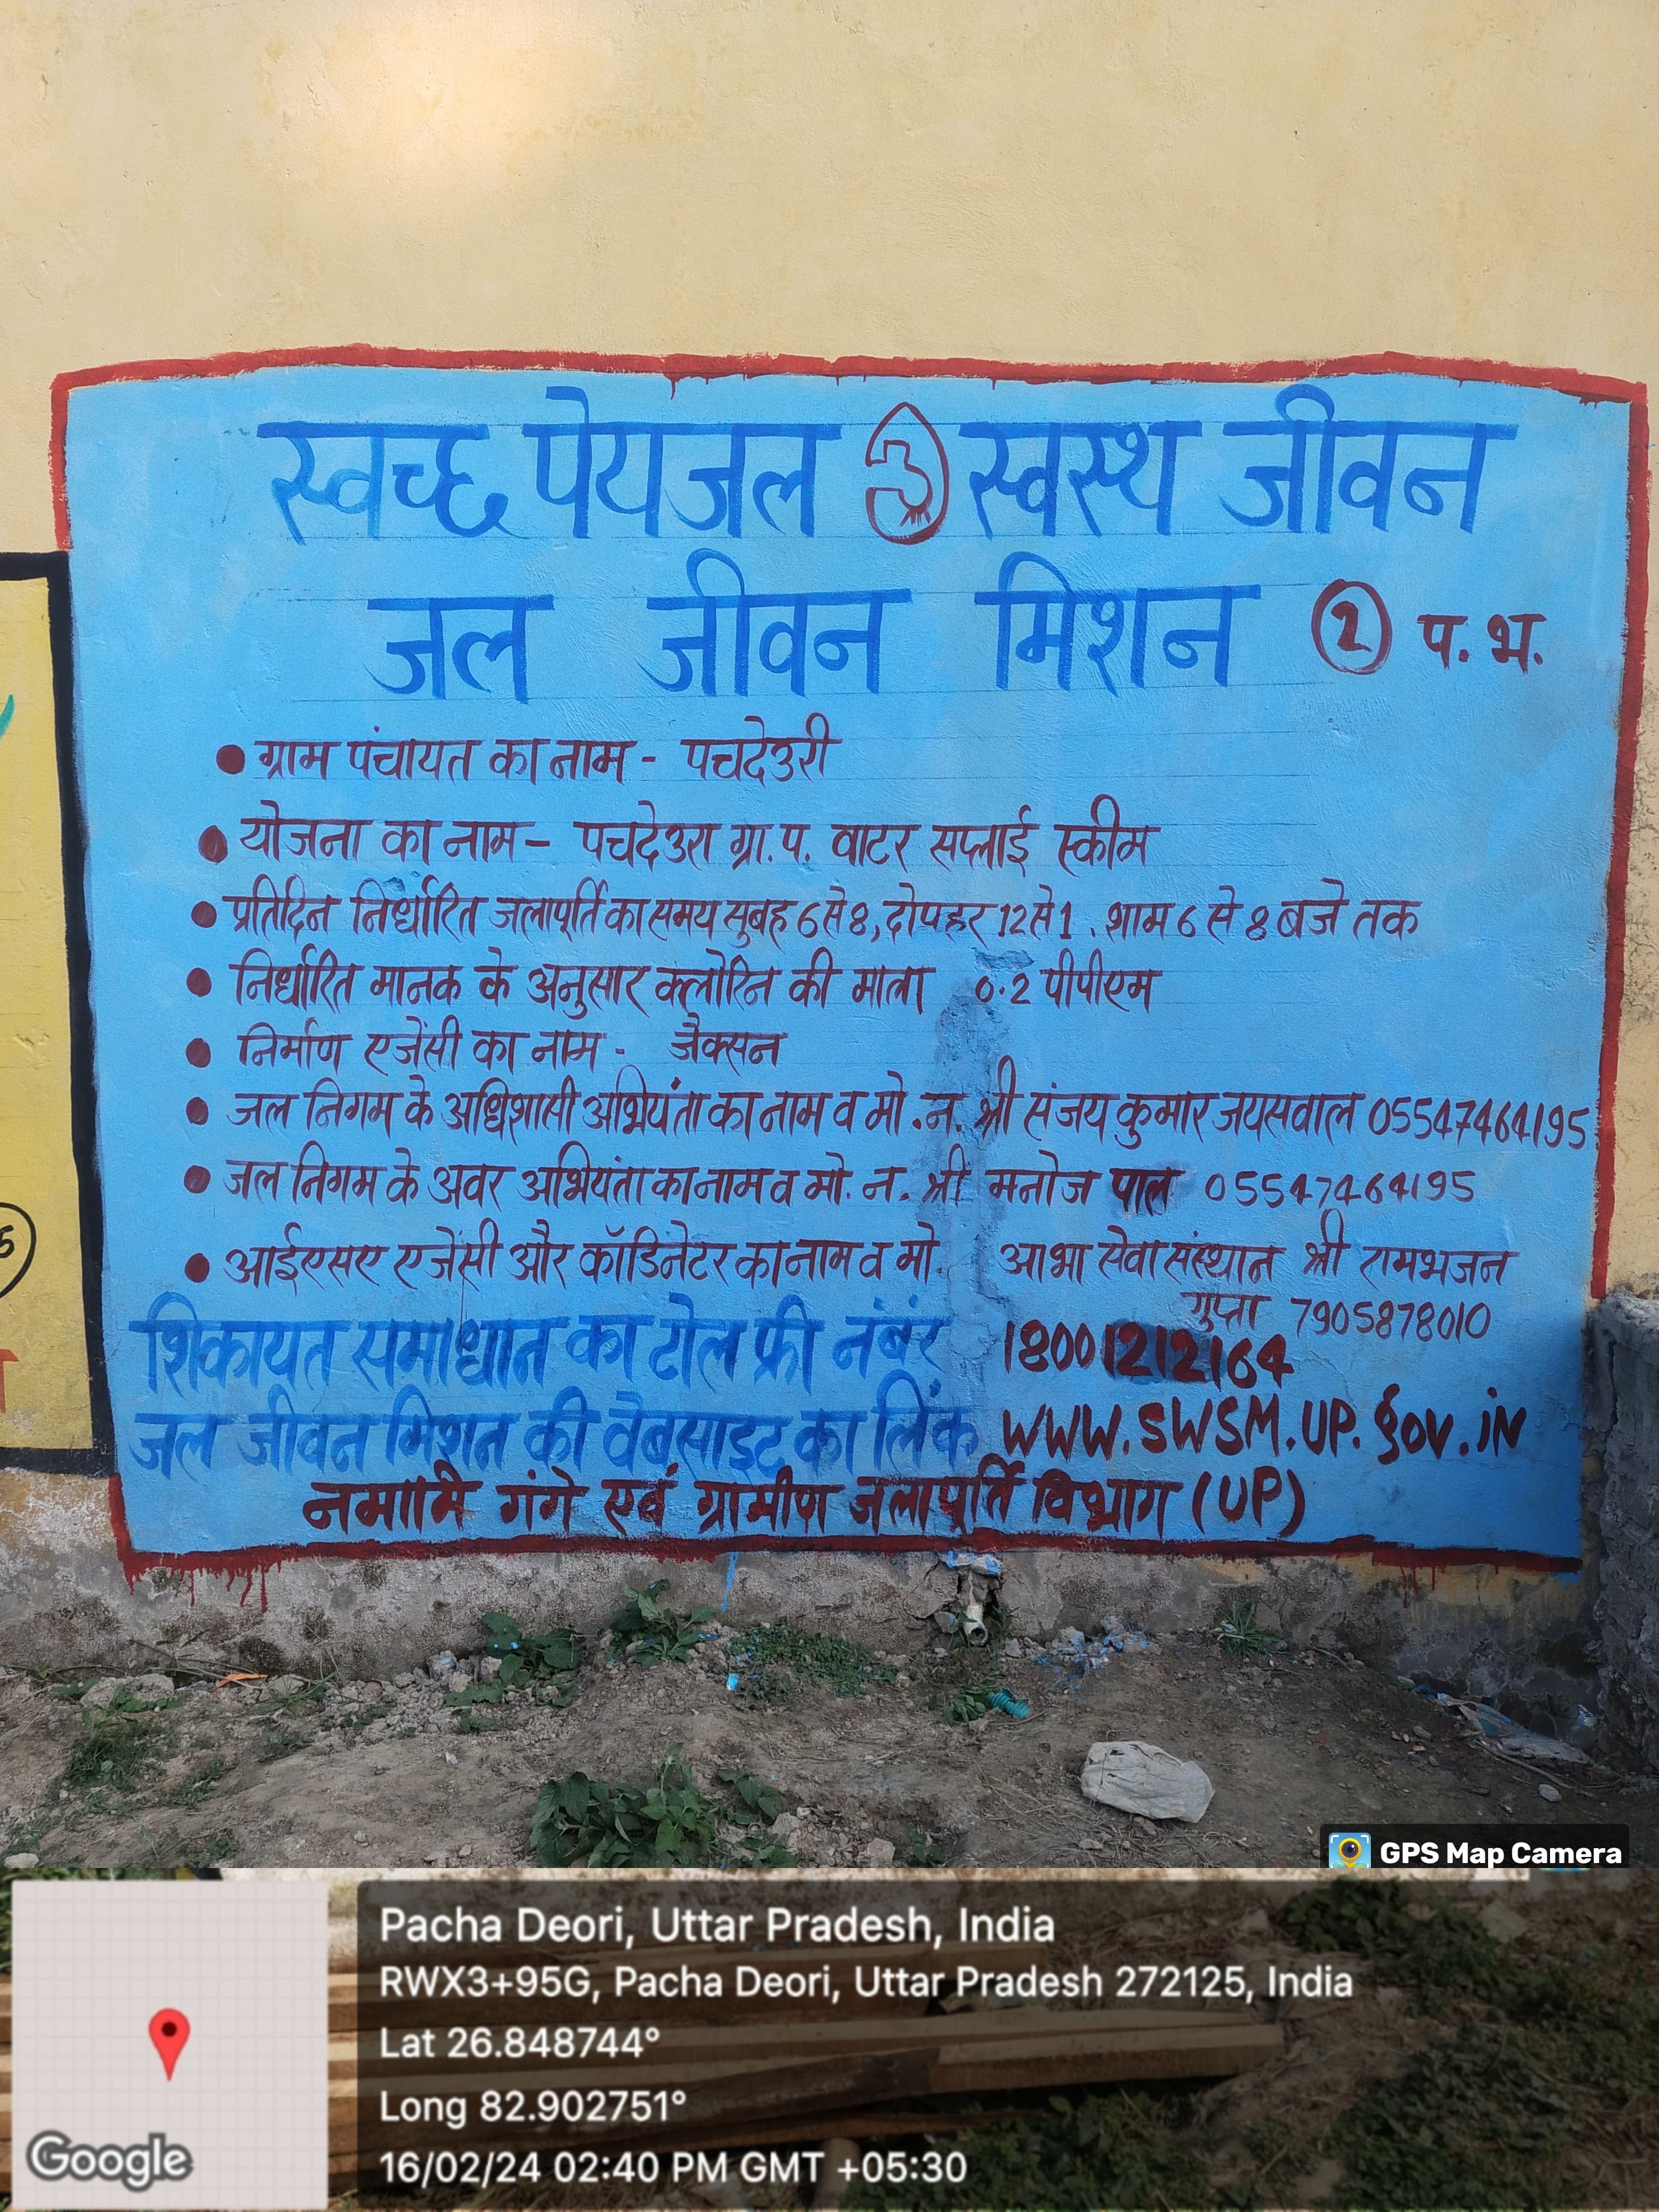 स्वच्छ पेयजल स्वस्थ जीवन
जल जीवन मिशन 2 प. भ.
• ग्राम पंचायत का नाम - पचदेउरी
• योजना का नाम - पचदेउरा ग्रा. प. वाटर सप्लाई स्कीम
• प्रतिदिन निर्धारित जलापूर्ति का समय सुबह 6 से 8, दोपहर 12 से 1, शाम 6 से 8 बजे तक
• निर्धारित मानक के अनुसार क्लोरिन की मात्रा 0.2 पीपीएम
• निर्माण एजेंसी का नाम - जैक्सन
• जल निगम के अधिशासी अभियंता का नाम व मो. न. श्री संजय कुमार जयसवाल 05547464195
• जल निगम के अवर अभियंता का नाम व मो. न. श्री मनोज पाल 05547464195
• आईएसए एजेंसी और कॉडिनेटर का नाम व मो. आभा सेवा संस्थान श्री रामभजन
गुप्ता 7905878010
शिकायत समाधान का टोल फ्री नंबंर 18001212164
जल जीवन मिशन की वेबसाइट का लिंक WWW.SWSM.UP.gov.iN
नमामि गंगे एवं ग्रामीण जलापूर्ति विभाग (UP)
GPS Map Camera
Pacha Deori, Uttar Pradesh, India
RWX3+95G, Pacha Deori, Uttar Pradesh 272125, India
Lat 26.848744°
Long 82.902751°
16/02/24 02:40 PM GMT +05:30
Google